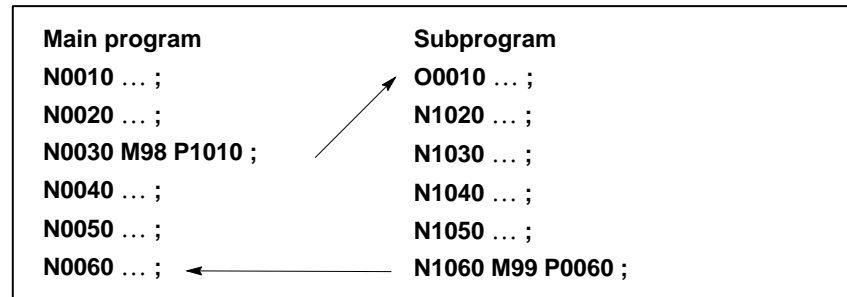 Main program
N0010 … ;
N0020 … ;
N0030 M98 P1010 ;
N0040 … ;
N0050 … ;
N0060 … ;
Subprogram
O0010 … ;
N1020 … ;
N1030 … ;
N1040 … ;
N1050 … ;
N1060 M99 P0060 ;